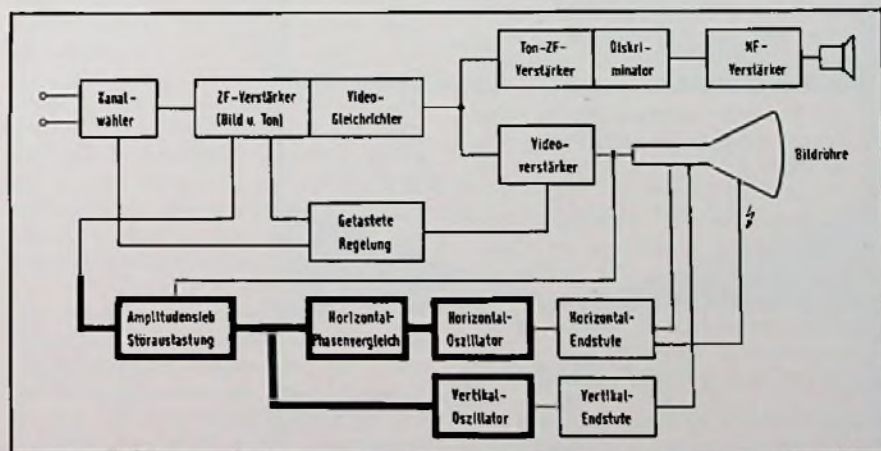 Ton-ZF-
Verstärker
Diskri-
minator
NF-
Verstärker
Kanal-
wähler
ZF-Verstärker
(Bild u. Ton)
Video-
Gleichrichter
Video-
verstärker
Bildröhre
Getastete
Regelung
Amplitudensieb
Störaustastung
Horizontal-
Phasenvergleich
Horizontal-
Oszillator
Horizontal-
Endstufe
Vertikal-
Oszillator
Vertikal-
Endstufe